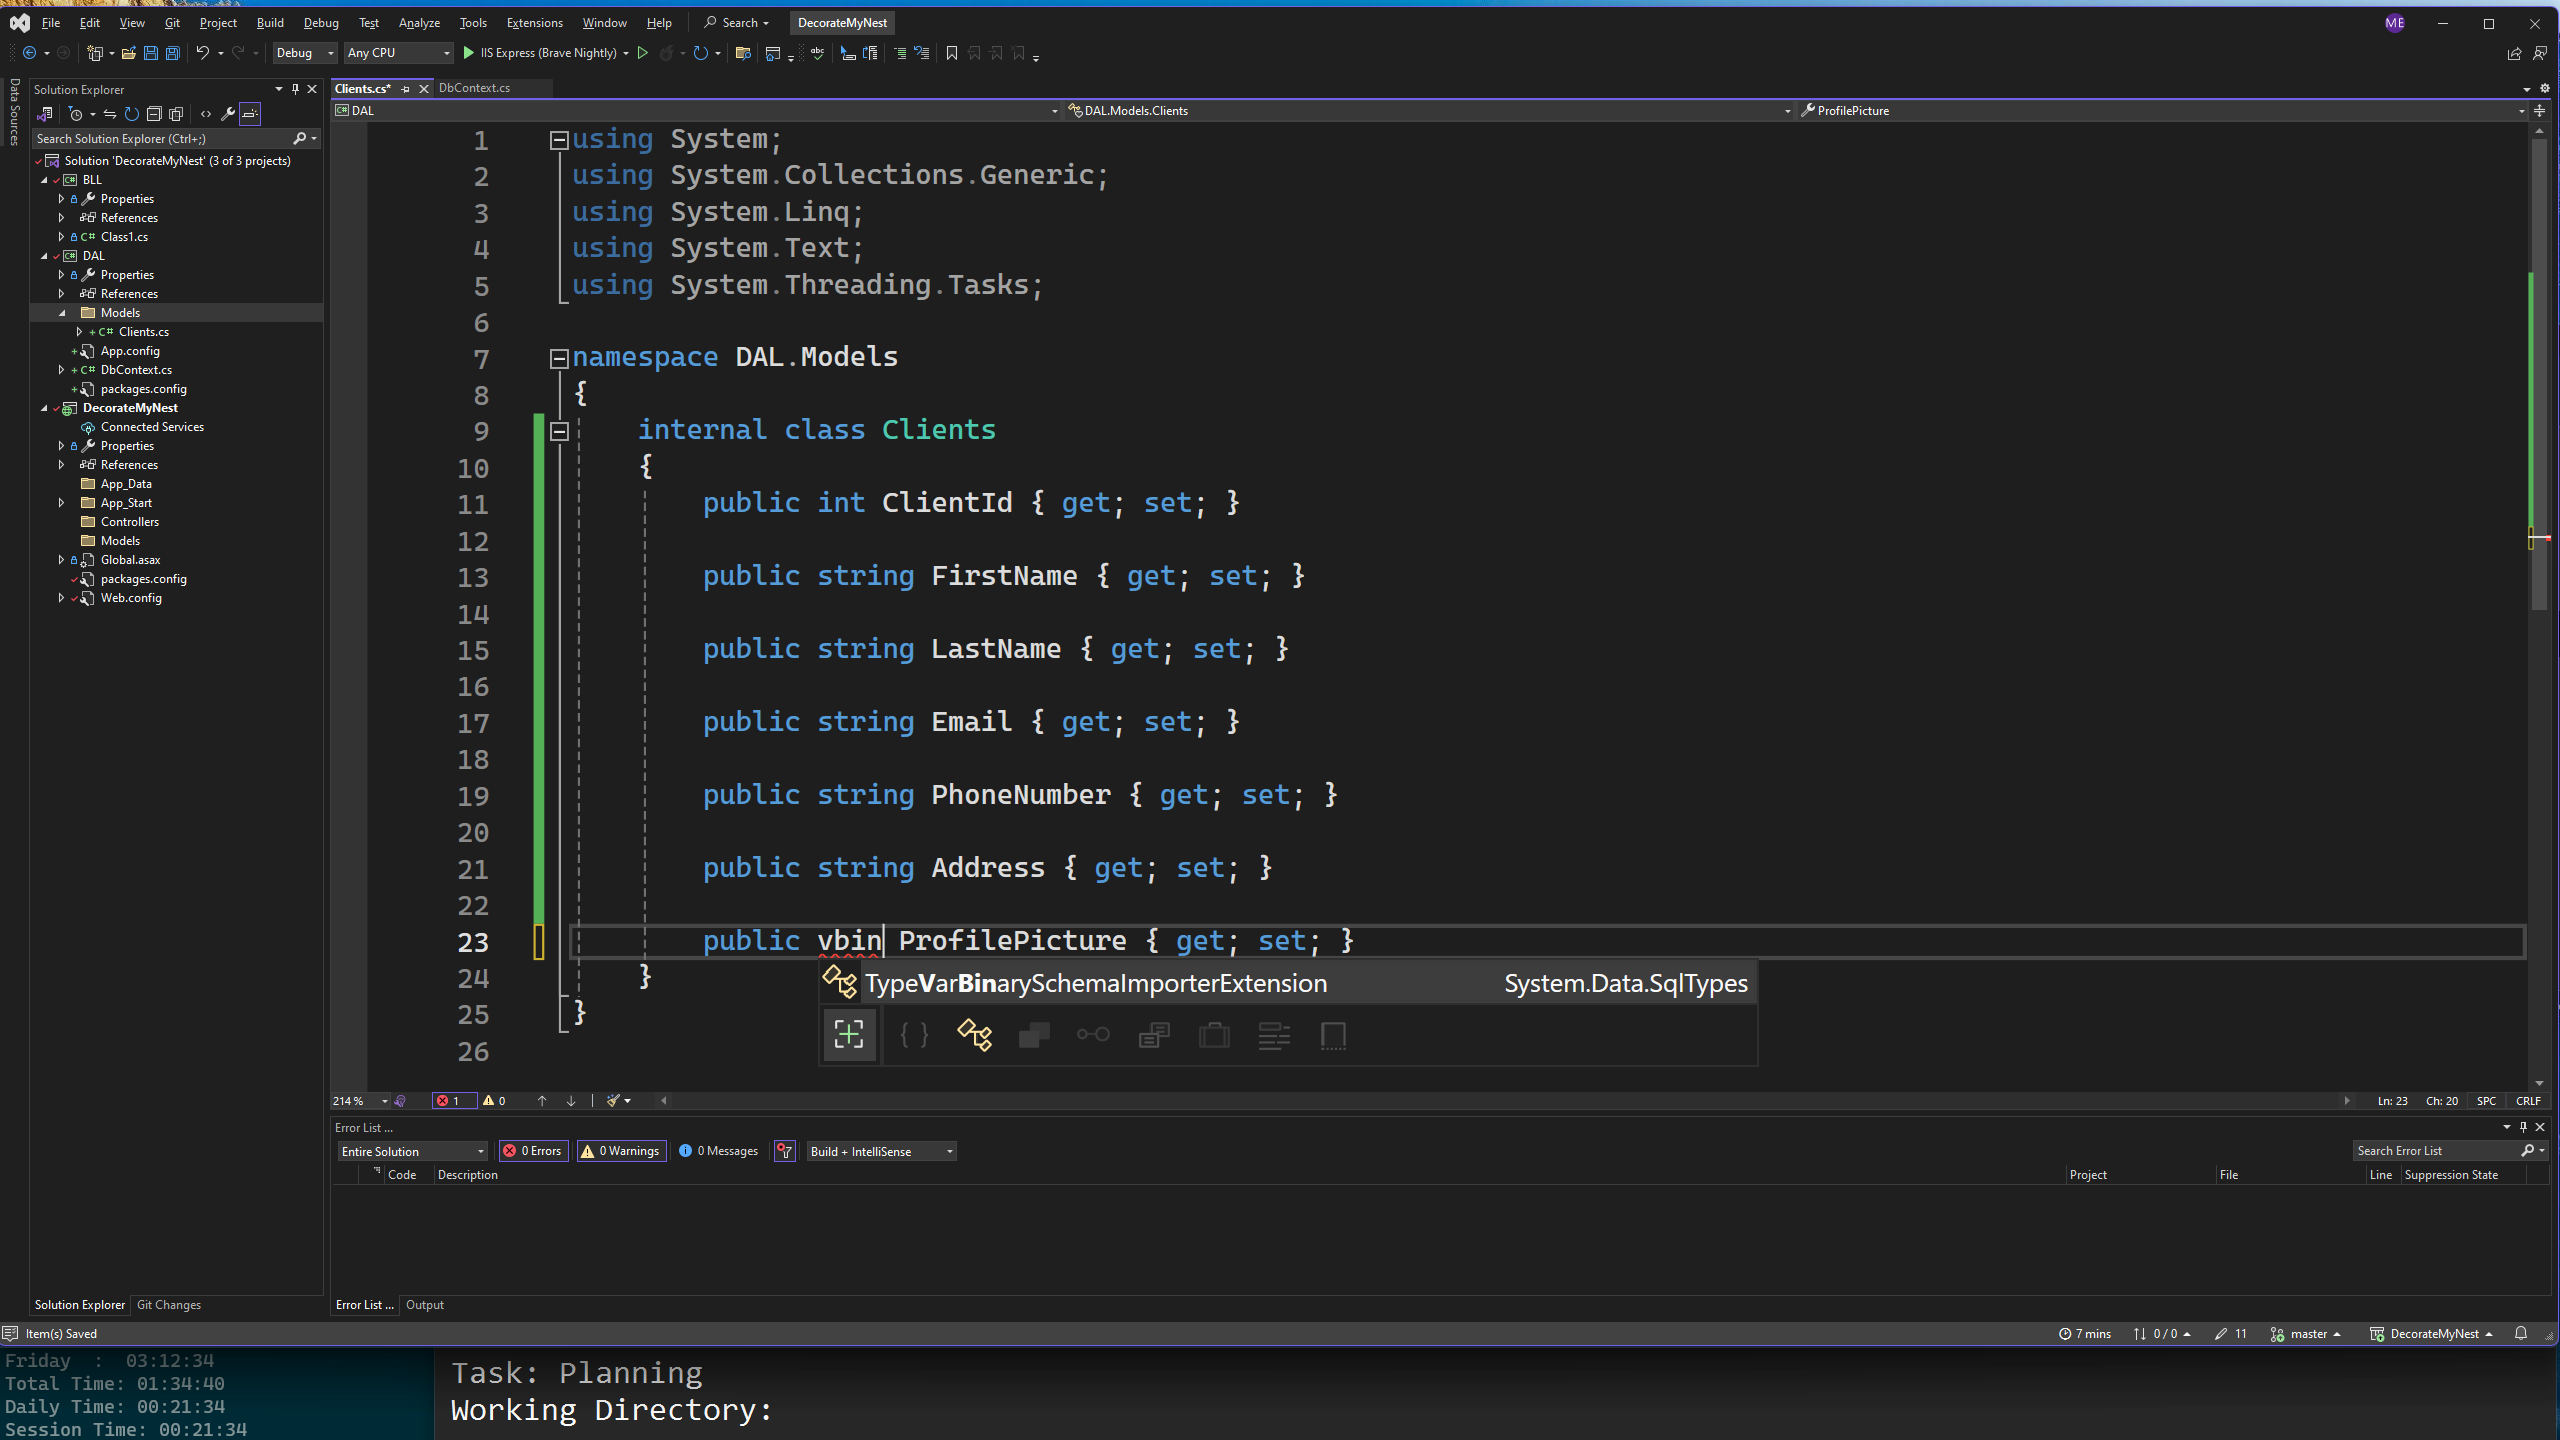 File Edit View Git Project Build Debug Test Analyze Tools Extensions Window Help Search DecorateMyNest ME
Debug Any CPU IIS Express (Brave Nightly)
Data Sources
Solution Explorer
Search Solution Explorer (Ctrl+;)
Solution 'DecorateMyNest' (3 of 3 projects)
BLL
Properties
References
C# Class1.cs
DAL
Properties
References
Models
C# Clients.cs
App.config
C# DbContext.cs
packages.config
DecorateMyNest
Connected Services
Properties
References
App_Data
App_Start
Controllers
Models
Global.asax
packages.config
Web.config
Solution Explorer Git Changes
Clients.cs* DbContext.cs
DAL DAL.Models.Clients ProfilePicture
1 using System;
2 using System.Collections.Generic;
3 using System.Linq;
4 using System.Text;
5 using System.Threading.Tasks;
6
7 namespace DAL.Models
8 {
9 internal class Clients
10 {
11 public int ClientId { get; set; }
12
13 public string FirstName { get; set; }
14
15 public string LastName { get; set; }
16
17 public string Email { get; set; }
18
19 public string PhoneNumber { get; set; }
20
21 public string Address { get; set; }
22
23 public vbin ProfilePicture { get; set; }
24 }
25 }
26
TypeVarBinarySchemaImporterExtension System.Data.SqlTypes
214 % 1 0 Ln: 23 Ch: 20 SPC CRLF
Error List ...
Entire Solution 0 Errors 0 Warnings 0 Messages Build + IntelliSense Search Error List
Code Description Project File Line Suppression State
Error List ... Output
Item(s) Saved 7 mins 0 / 0 11 master DecorateMyNest
Friday : 03:12:34
Total Time: 01:34:40
Daily Time: 00:21:34
Session Time: 00:21:34
Task: Planning
Working Directory: